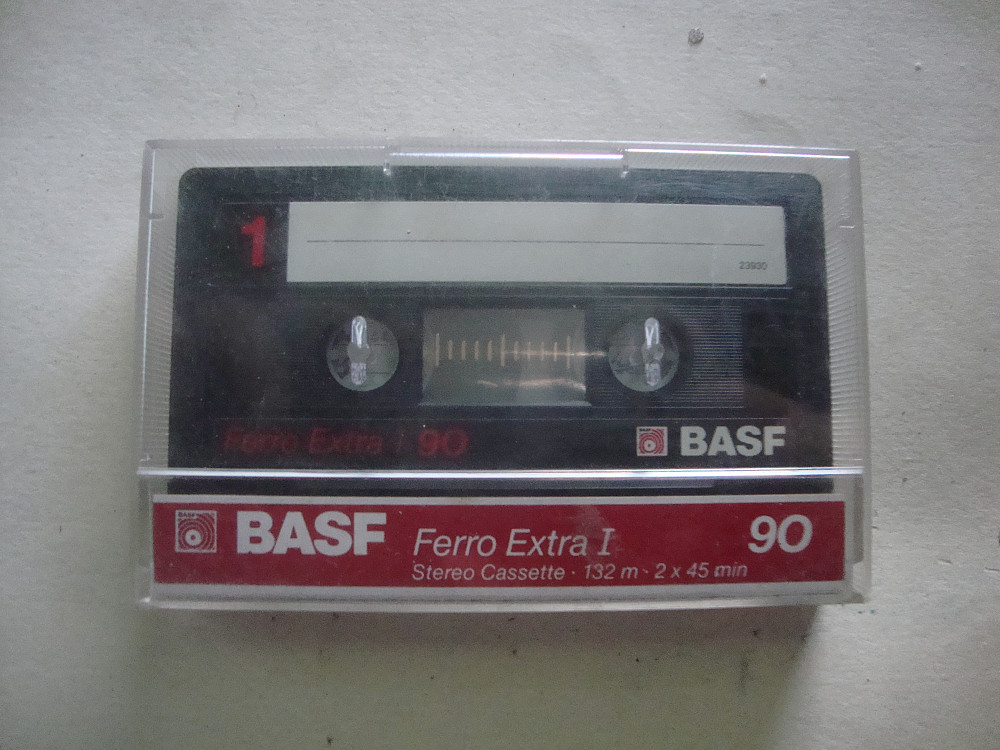 1
23930
Ferro Extra I 90
BASF
BASF Ferro Extra I 90
Stereo Cassette · 132 m · 2 x 45 min